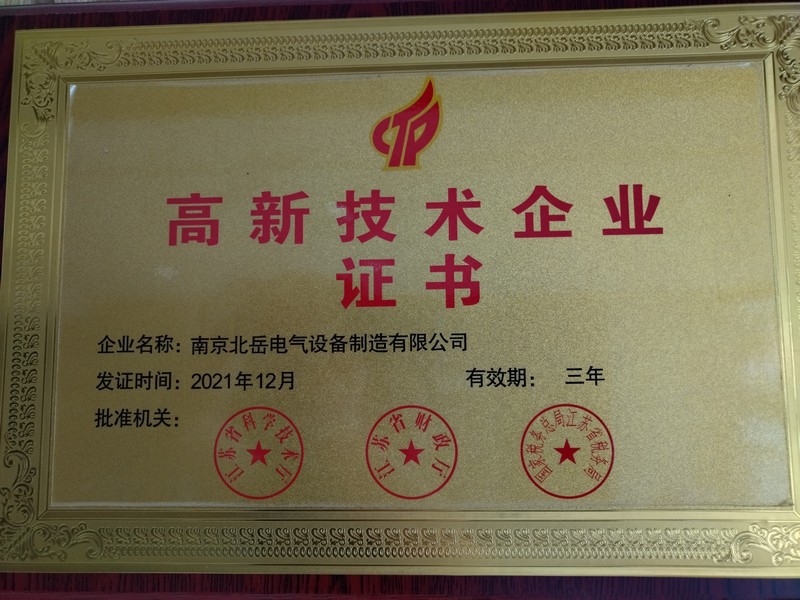 高新技术企业
证书
企业名称：南京北岳电气设备制造有限公司
发证时间：2021年12月 有效期： 三年
批准机关：
江苏省科学技术厅
江苏省财政厅
国家税务总局江苏省税务局